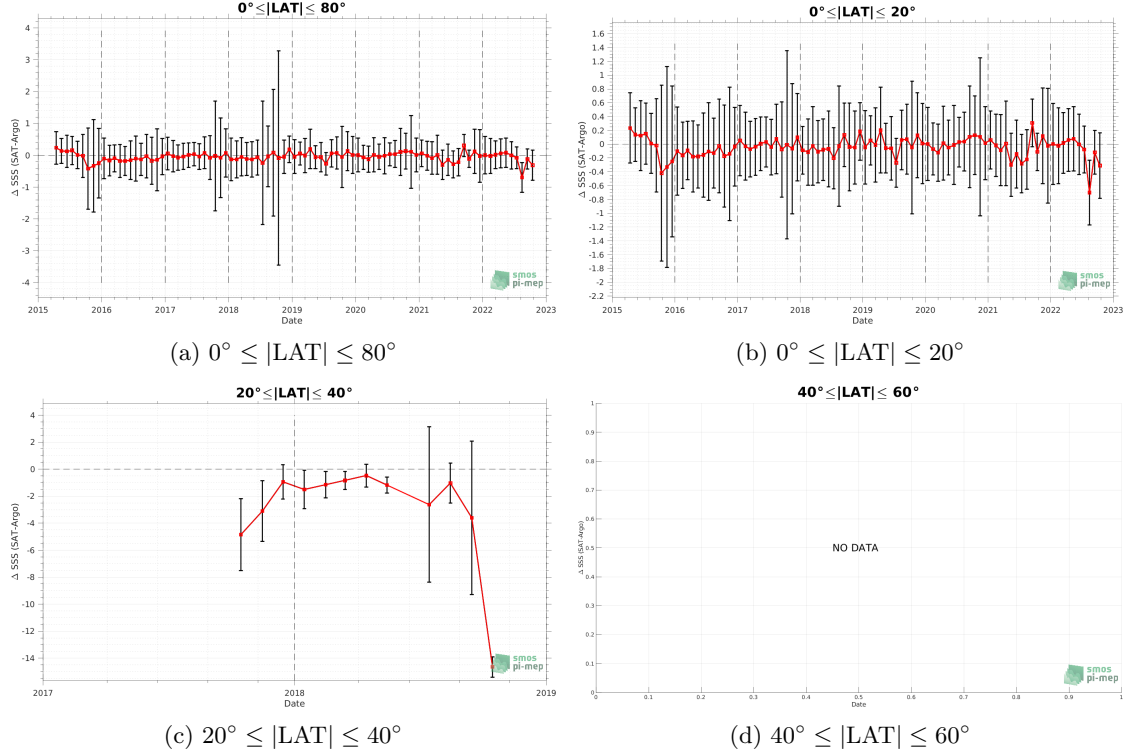 0°≤|LAT|≤ 80°
Δ SSS (SAT-Argo)
4
3
2
1
0
-1
-2
-3
-4
2015 2016 2017 2018 2019 2020 2021 2022 2023
Date
smos
pi-mep
(a) 0° ≤ |LAT| ≤ 80°
0°≤|LAT|≤ 20°
Δ SSS (SAT-Argo)
1.6
1.4
1.2
1
0.8
0.6
0.4
0.2
0
-0.2
-0.4
-0.6
-0.8
-1
-1.2
-1.4
-1.6
-1.8
-2
-2.2
2015 2016 2017 2018 2019 2020 2021 2022 2023
Date
smos
pi-mep
(b) 0° ≤ |LAT| ≤ 20°
20°≤|LAT|≤ 40°
Δ SSS (SAT-Argo)
4
2
0
-2
-4
-6
-8
-10
-12
-14
2017 2018 2019
Date
smos
pi-mep
(c) 20° ≤ |LAT| ≤ 40°
40°≤|LAT|≤ 60°
Δ SSS (SAT-Argo)
1
0.9
0.8
0.7
0.6
0.5
0.4
0.3
0.2
0.1
0
NO DATA
0 0.1 0.2 0.3 0.4 0.5 0.6 0.7 0.8 0.9 1
Date
smos
pi-mep
(d) 40° ≤ |LAT| ≤ 60°